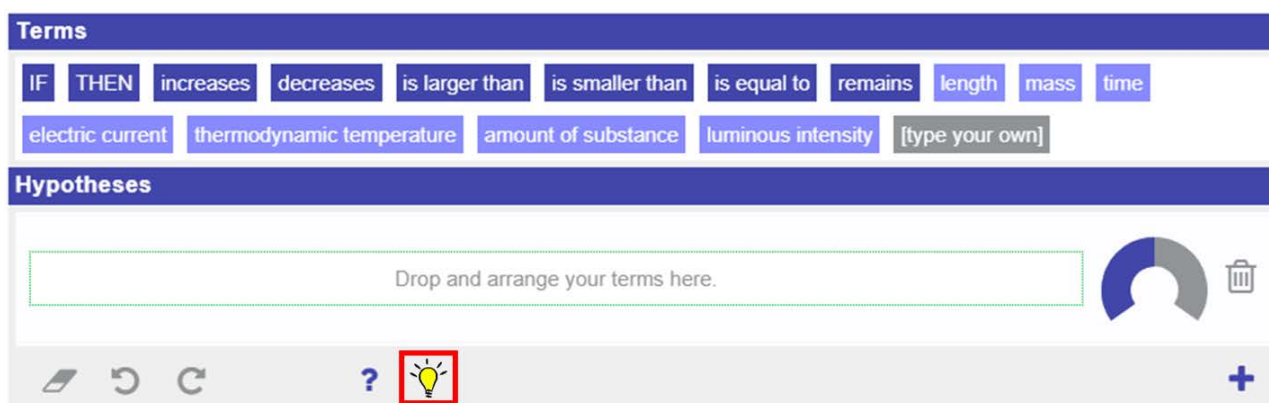 Terms
IF THEN increases decreases is larger than is smaller than is equal to remains length mass time
electric current thermodynamic temperature amount of substance luminous intensity [type your own]
Hypotheses
Drop and arrange your terms here.
?